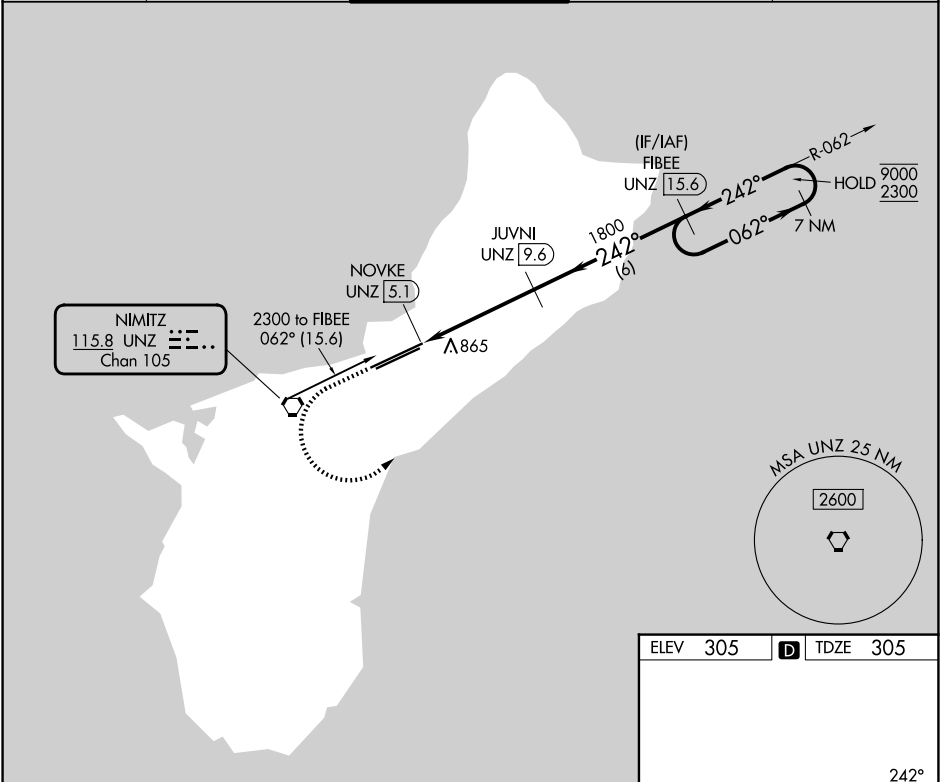 (IF/IAF)
FIBEE
UNZ 15.6
R-062
HOLD 9000
2300
242°
062°
7 NM
JUVNI
UNZ 9.6
1800
242°
(6)
NOVKE
UNZ 5.1
NIMITZ
115.8 UNZ
Chan 105
2300 to FIBEE
062° (15.6)
865
MSA UNZ 25 NM
2600
ELEV 305 D TDZE 305
242°